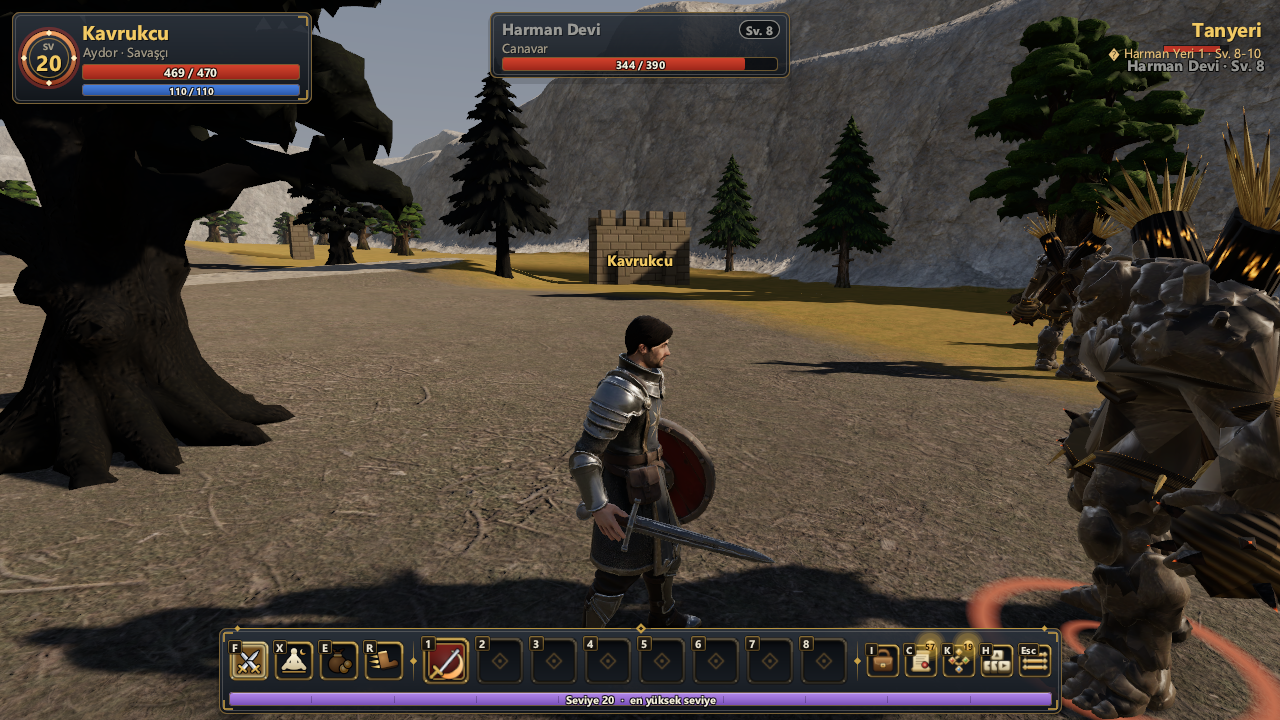 Kavrukcu
SV
20
Aydor · Savaşçı
469 / 470
110 / 110
Harman Devi
Sv. 8
Canavar
344 / 390
Tanyeri
Harman Yeri 1 · Sv. 8-10
Harman Devi · Sv. 8
Kavrukcu
F
X
E
R
1
2
3
4
5
6
7
8
I
C
57
K
19
H
Esc
Seviye 20 · en yüksek seviye